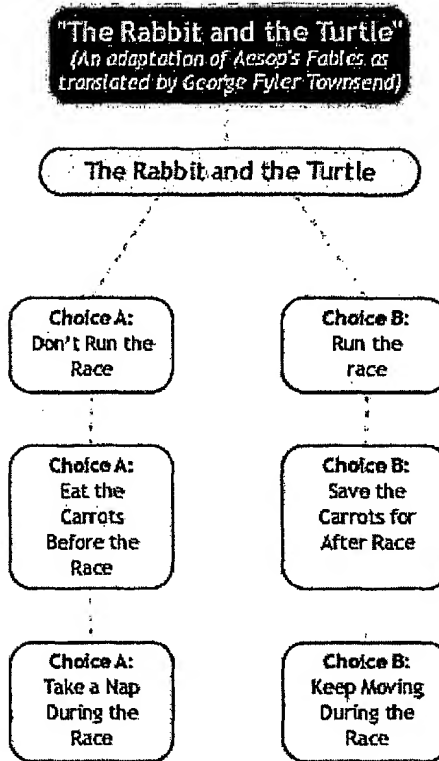 "The Rabbit and the Turtle"
(An adaptation of Aesop's Fables as
translated by George Fyler Townsend)
The Rabbit and the Turtle
Choice A:
Don't Run the
Race
Choice B:
Run the
race
Choice A:
Eat the
Carrots
Before the
Race
Choice B:
Save the
Carrots for
After Race
Choice A:
Take a Nap
During the
Race
Choice B:
Keep Moving
During the
Race